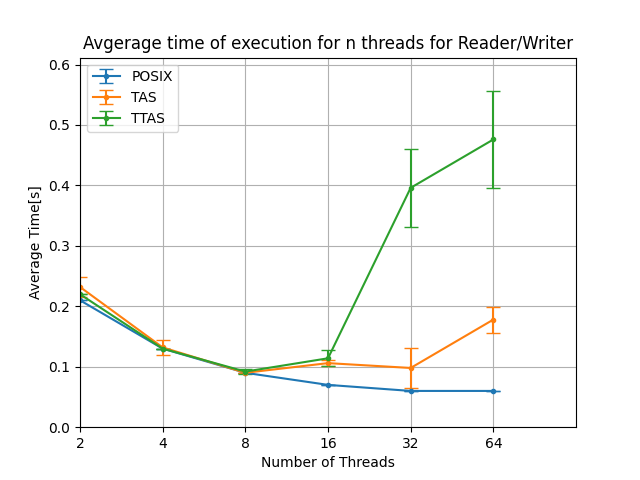 Avgerage time of execution for n threads for Reader/Writer
POSIX
TAS
TTAS
Average Time[s]
0.6
0.5
0.4
0.3
0.2
0.1
0.0
2 4 8 16 32 64
Number of Threads